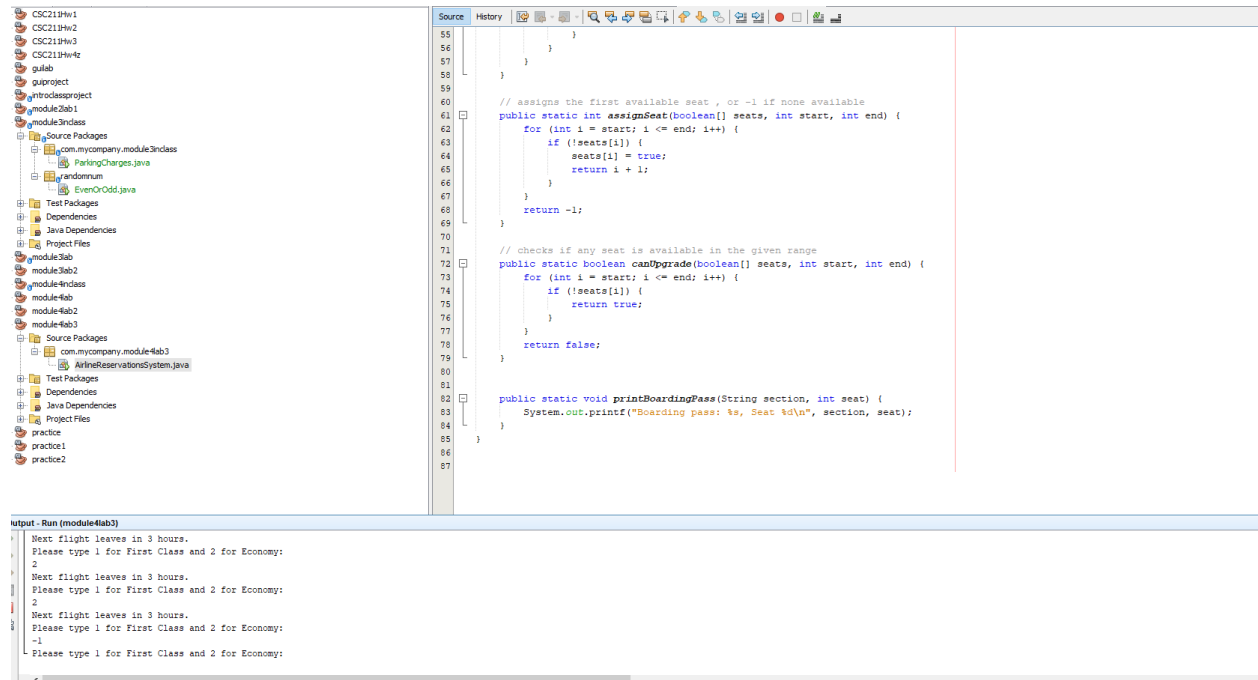 CSC211Hw1
CSC211Hw2
CSC211Hw3
CSC211Hw4z
guilab
guiproject
introclassproject
module2lab1
module3inclass
Source Packages
com.mycompany.module3inclass
ParkingCharges.java
randomnum
EvenOrOdd.java
Test Packages
Dependencies
Java Dependencies
Project Files
module3lab
module3lab2
module4inclass
module4lab
module4lab2
module4lab3
Source Packages
com.mycompany.module4lab3
AirlineReservationsSystem.java
Test Packages
Dependencies
Java Dependencies
Project Files
practice
practice1
practice2
Source History
55 }
56 }
57 }
58 }
59
60 // assigns the first available seat , or -1 if none available
61 public static int assignSeat(boolean[] seats, int start, int end) {
62 for (int i = start; i <= end; i++) {
63 if (!seats[i]) {
64 seats[i] = true;
65 return i + 1;
66 }
67 }
68 return -1;
69 }
70
71 // checks if any seat is available in the given range
72 public static boolean canUpgrade(boolean[] seats, int start, int end) {
73 for (int i = start; i <= end; i++) {
74 if (!seats[i]) {
75 return true;
76 }
77 }
78 return false;
79 }
80
81
82 public static void printBoardingPass(String section, int seat) {
83 System.out.printf("Boarding pass: %s, Seat %d\n", section, seat);
84 }
85 }
86
87
utput - Run (module4lab3)
Next flight leaves in 3 hours.
Please type 1 for First Class and 2 for Economy:
2
Next flight leaves in 3 hours.
Please type 1 for First Class and 2 for Economy:
2
Next flight leaves in 3 hours.
Please type 1 for First Class and 2 for Economy:
-1
Please type 1 for First Class and 2 for Economy: